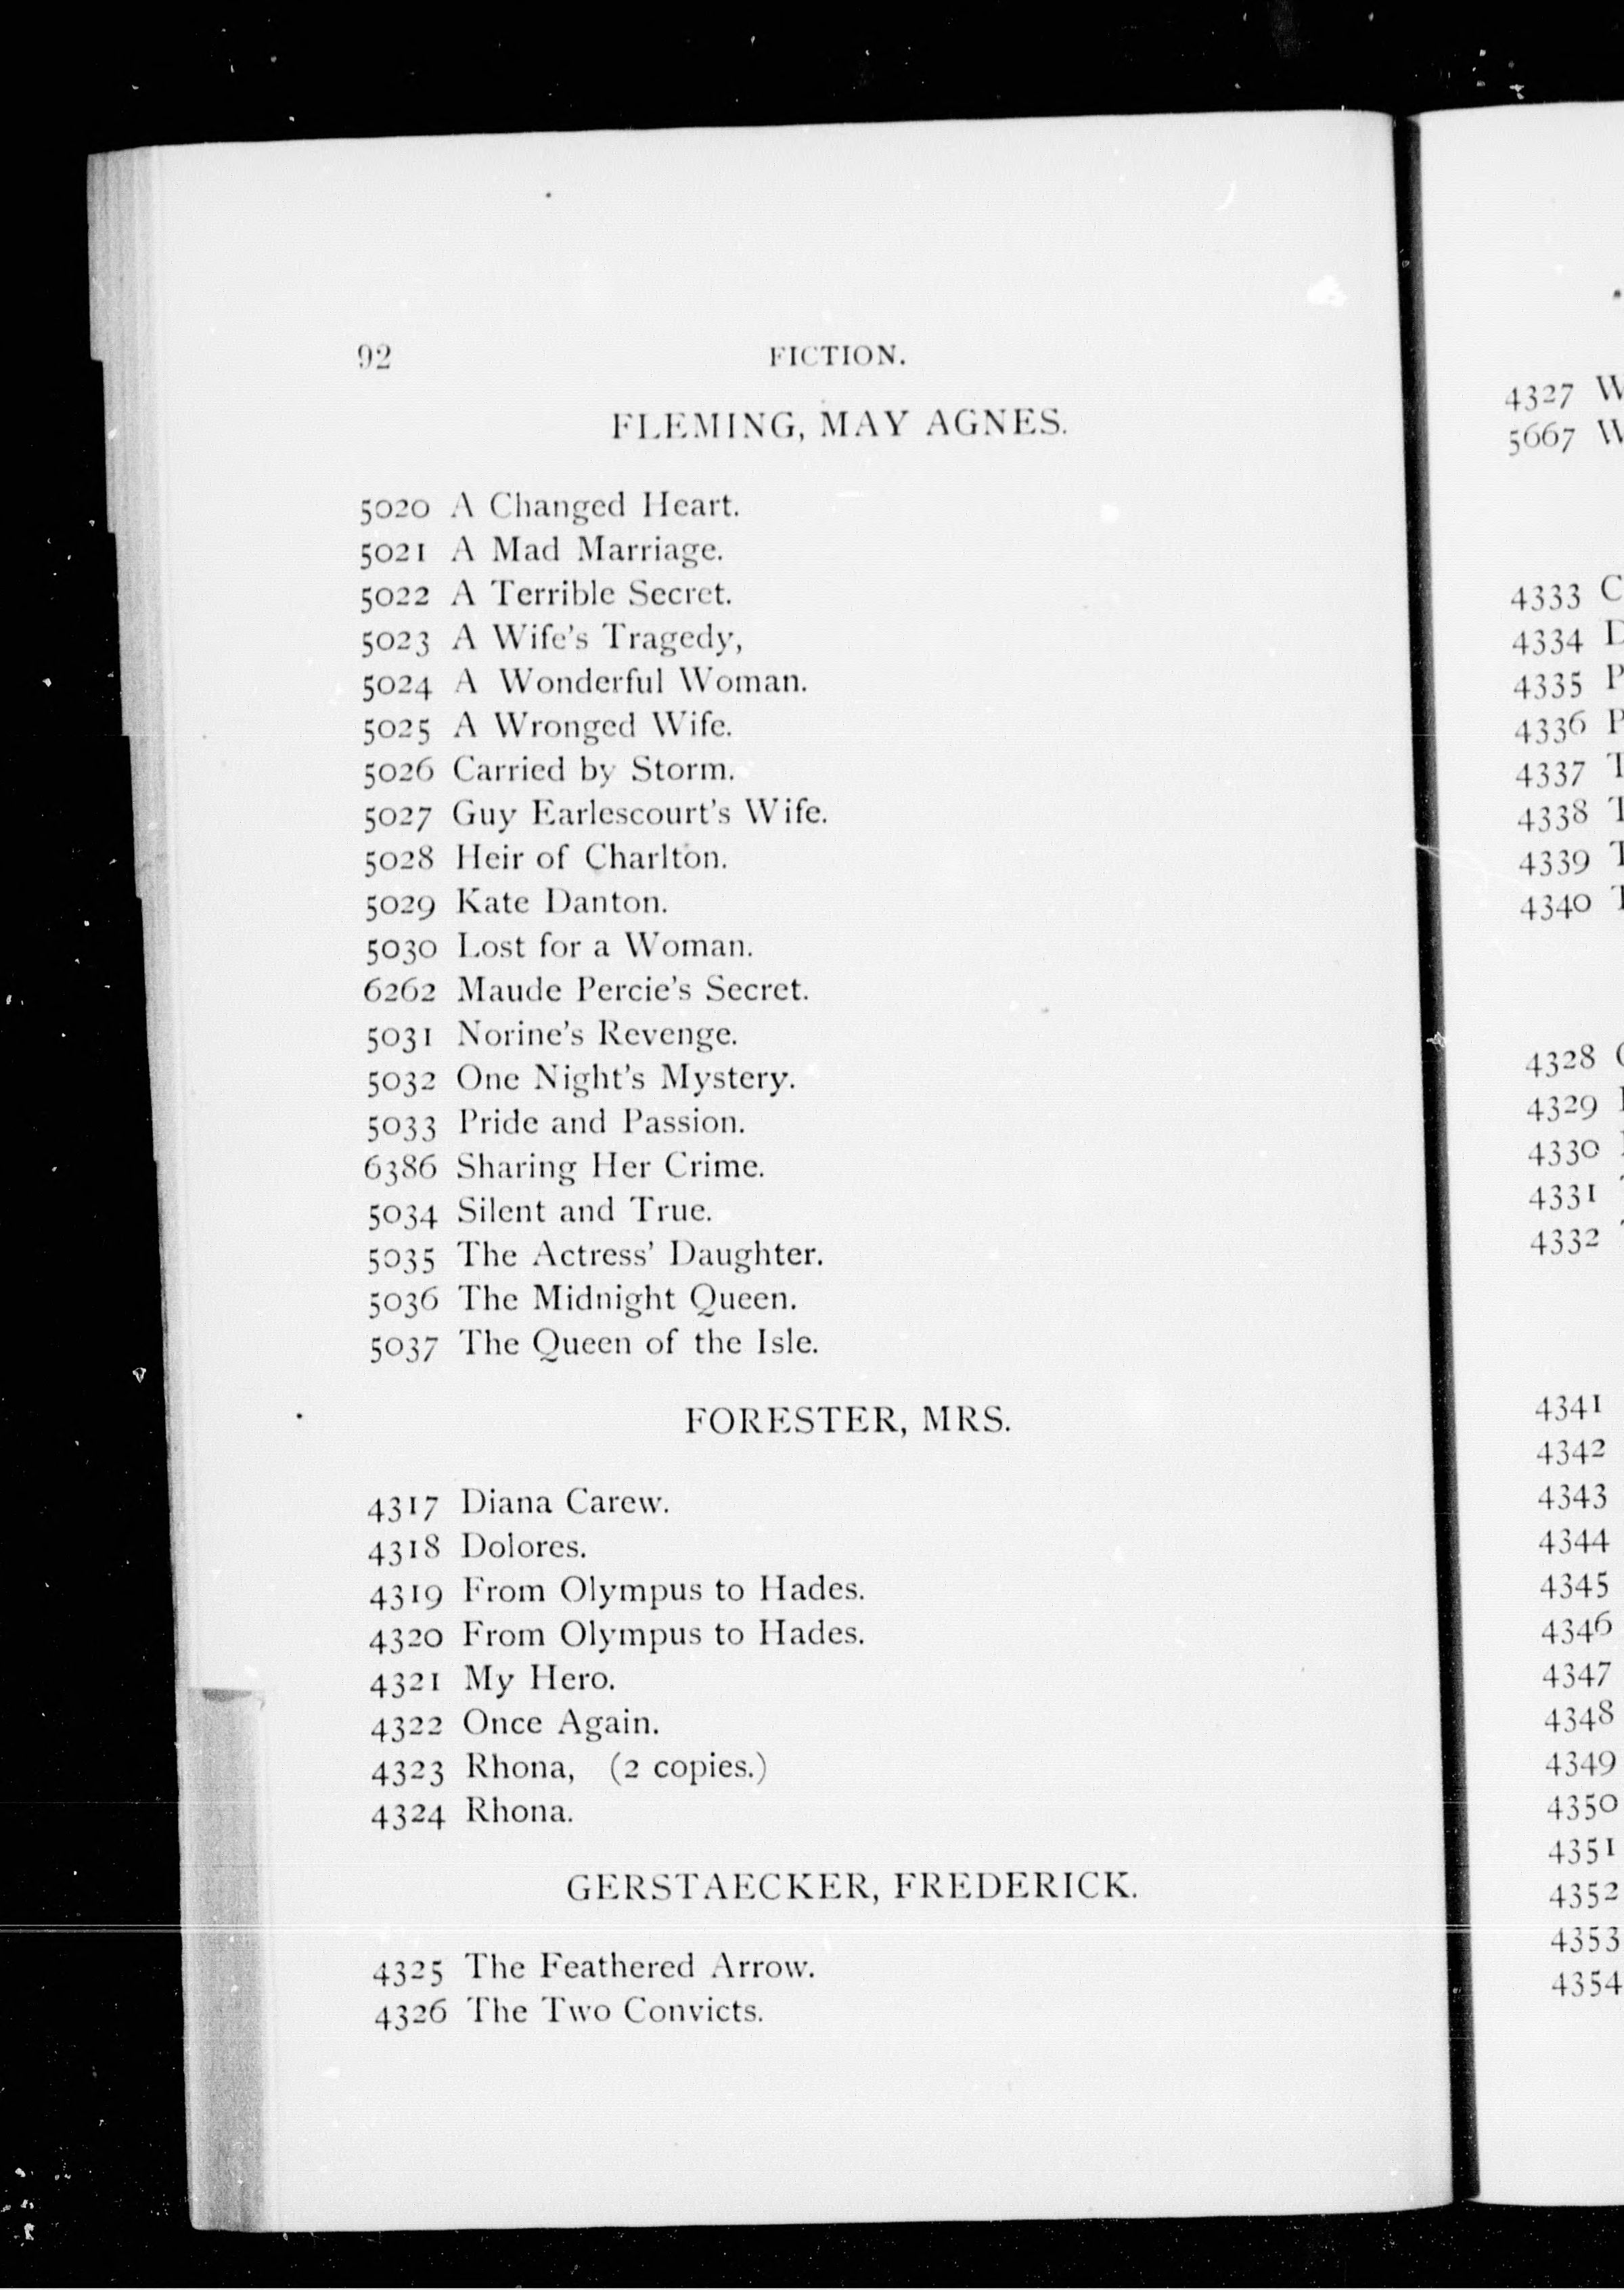 92 FICTION.
FLEMING, MAY AGNES.
5020 A Changed Heart.
5021 A Mad Marriage.
5022 A Terrible Secret.
5023 A Wife's Tragedy,
5024 A Wonderful Woman.
5025 A Wronged Wife.
5026 Carried by Storm.
5027 Guy Earlescourt's Wife.
5028 Heir of Charlton.
5029 Kate Danton.
5030 Lost for a Woman.
6262 Maude Percie's Secret.
5031 Norine's Revenge.
5032 One Night's Mystery.
5033 Pride and Passion.
6386 Sharing Her Crime.
5034 Silent and True.
5035 The Actress' Daughter.
5036 The Midnight Queen.
5037 The Queen of the Isle.
FORESTER, MRS.
4317 Diana Carew.
4318 Dolores.
4319 From Olympus to Hades.
4320 From Olympus to Hades.
4321 My Hero.
4322 Once Again.
4323 Rhona, (2 copies.)
4324 Rhona.
GERSTAECKER, FREDERICK.
4325 The Feathered Arrow.
4326 The Two Convicts.
4327
5667
4333
4334
4335
4336
4337
4338
4339
4340
4328
4329
4330
4331
4332
4341
4342
4343
4344
4345
4346
4347
4348
4349
4350
4351
4352
4353
4354